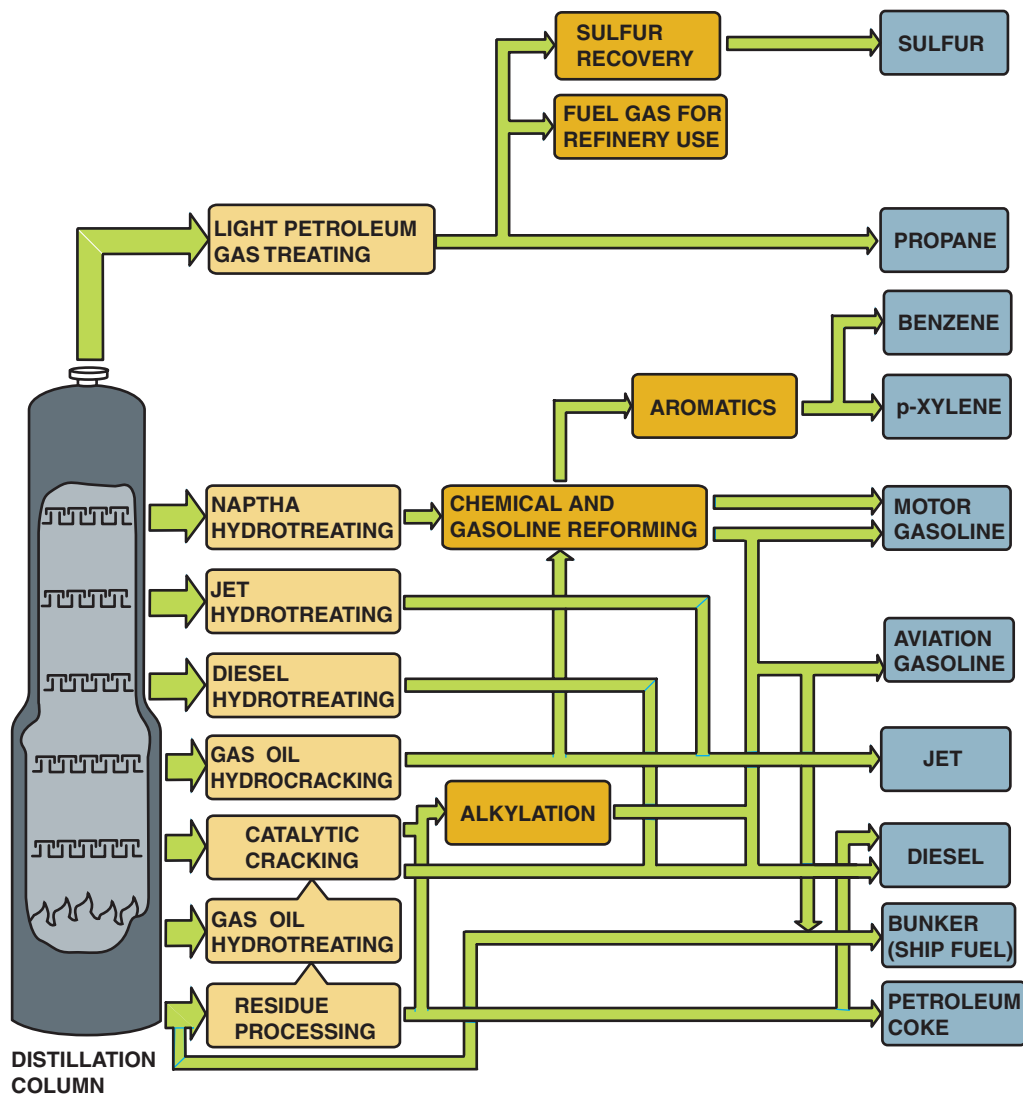 SULFUR
RECOVERY
SULFUR
FUEL GAS FOR
REFINERY USE
LIGHT PETROLEUM
GAS TREATING
PROPANE
BENZENE
AROMATICS
p-XYLENE
NAPTHA
HYDROTREATING
CHEMICAL AND
GASOLINE REFORMING
MOTOR
GASOLINE
JET
HYDROTREATING
AVIATION
GASOLINE
DIESEL
HYDROTREATING
GAS OIL
HYDROCRACKING
JET
ALKYLATION
CATALYTIC
CRACKING
DIESEL
GAS OIL
HYDROTREATING
BUNKER
(SHIP FUEL)
RESIDUE
PROCESSING
PETROLEUM
COKE
DISTILLATION
COLUMN